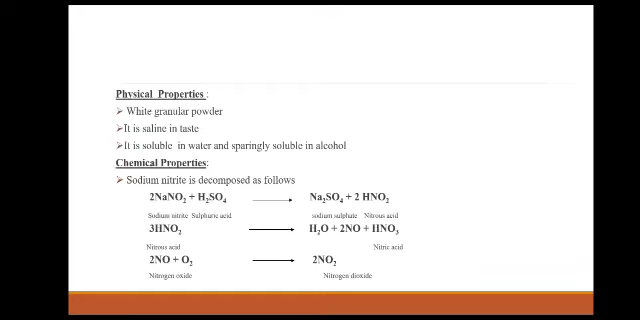 Physical Properties :
➢ White granular powder
➢It is saline in taste
➢It is soluble in water and sparingly soluble in alcohol
Chemical Properties:
➢ Sodium nitrite is decomposed as follows
2NaNO₂ + H₂SO₄ → Na₂SO₄ + 2 HNO₂
Sodium nitrite Sulphuric acid sodium sulphate Nitrous acid
3HNO₂ → H₂O + 2NO + HNO₃
Nitrous acid Nitric acid
2NO + O₂ → 2NO₂
Nitrogen oxide Nitrogen dioxide